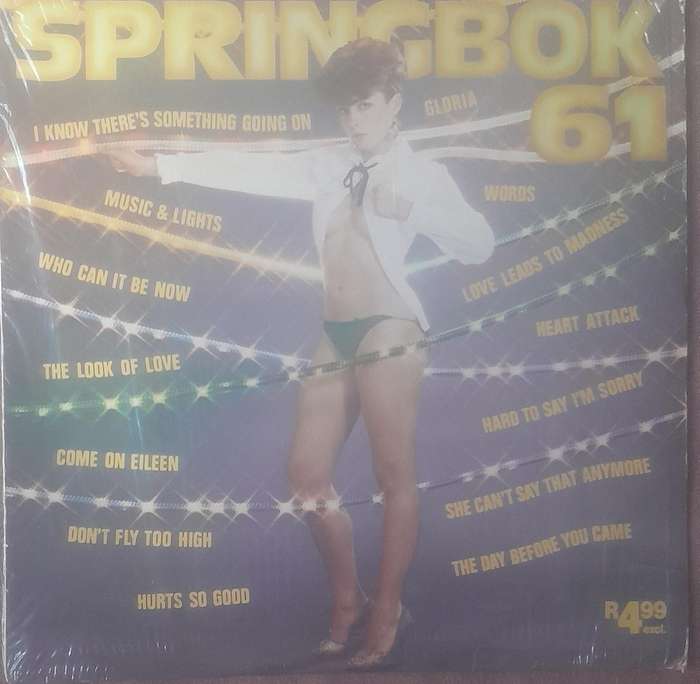 SPRINGBOK
61
I KNOW THERE'S SOMETHING GOING ON
GLORIA
MUSIC & LIGHTS
WORDS
WHO CAN IT BE NOW
LOVE LEADS TO MADNESS
THE LOOK OF LOVE
HEART ATTACK
COME ON EILEEN
HARD TO SAY I'M SORRY
DON'T FLY TOO HIGH
SHE CAN'T SAY THAT ANYMORE
HURTS SO GOOD
THE DAY BEFORE YOU CAME
R4.99
excl.